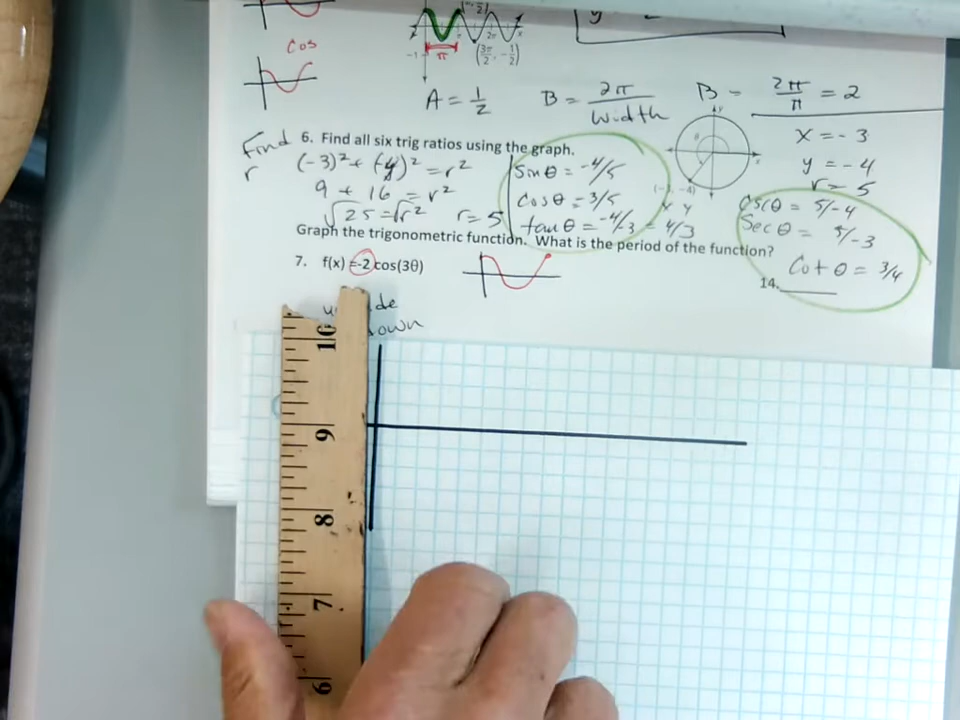 cos
-1
π
2π
x
(3π/2, -1/2)
A = 1/2
B = 2π/width
B = 2π/π = 2
x = -3
y = -4
r = 5
Find
r
6. Find all six trig ratios using the graph.
(-3)² + (-4)² = r²
9 + 16 = r²
√25 = √r² r = 5
sin θ = -4/5
cos θ = 3/5
tan θ = -4/-3 = 4/3
x y
csc θ = 5/-4
sec θ = 5/-3
cot θ = 3/4
Graph the trigonometric function. What is the period of the function?
7. f(x) = -2 cos(3θ)
14.______
10
9
8
7
6